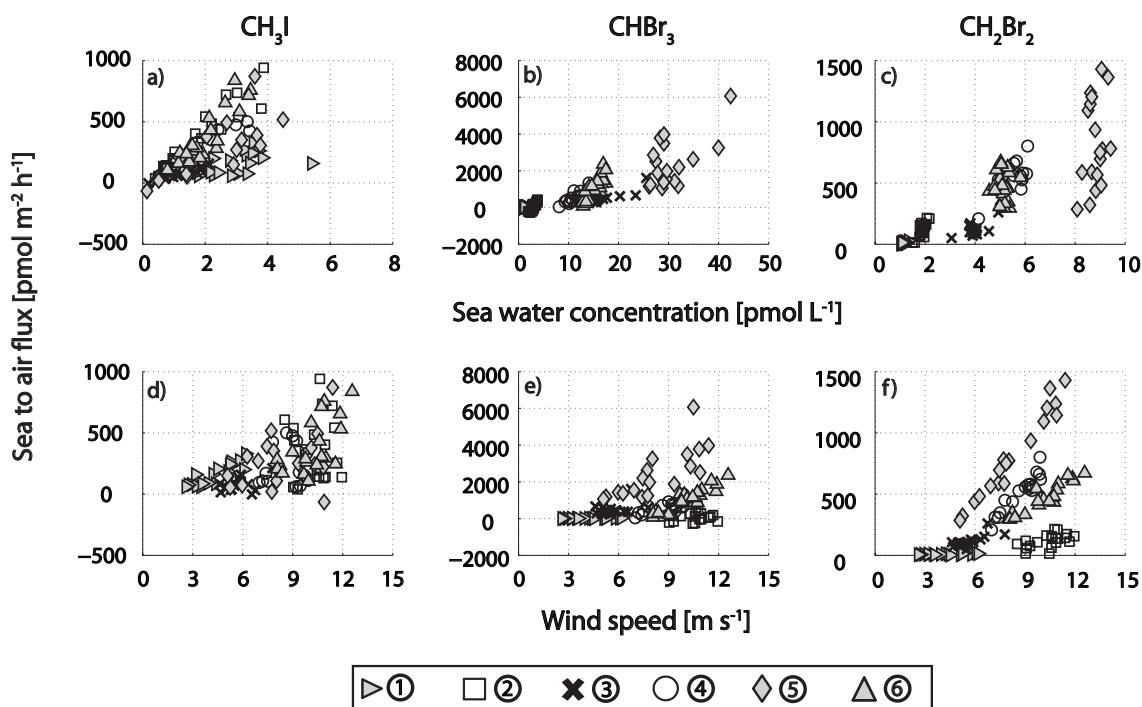 CH₃I CHBr₃ CH₂Br₂
Sea to air flux [pmol m⁻² h⁻¹]
a)
1000
500
0
−500
0 2 4 6 8
b)
8000
6000
4000
2000
0
−2000
0 10 20 30 40 50
c)
1500
1000
500
0
0 2 4 6 8 10
Sea water concentration [pmol L⁻¹]
d)
1000
500
0
−500
0 3 6 9 12 15
e)
8000
6000
4000
2000
0
−2000
0 3 6 9 12 15
f)
1500
1000
500
0
0 3 6 9 12 15
Wind speed [m s⁻¹]
① ② ③ ④ ⑤ ⑥